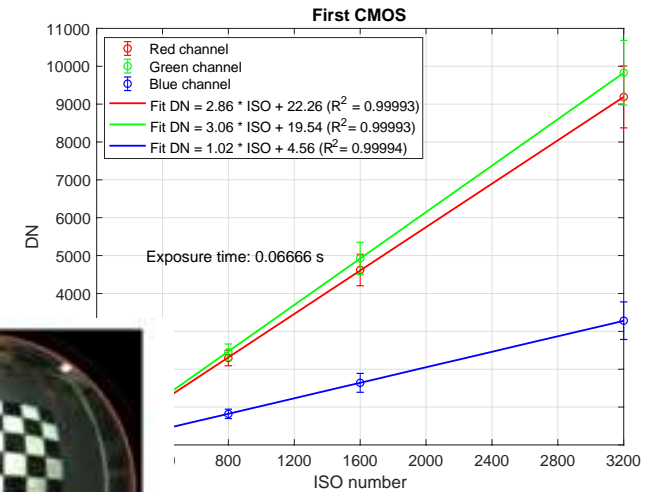 First CMOS
11000
10000
9000
8000
7000
6000
5000
4000
DN
Red channel
Green channel
Blue channel
Fit DN = 2.86 * ISO + 22.26 (R² = 0.99993)
Fit DN = 3.06 * ISO + 19.54 (R² = 0.99993)
Fit DN = 1.02 * ISO + 4.56 (R² = 0.99994)
Exposure time: 0.06666 s
800 1200 1600 2000 2400 2800 3200
ISO number